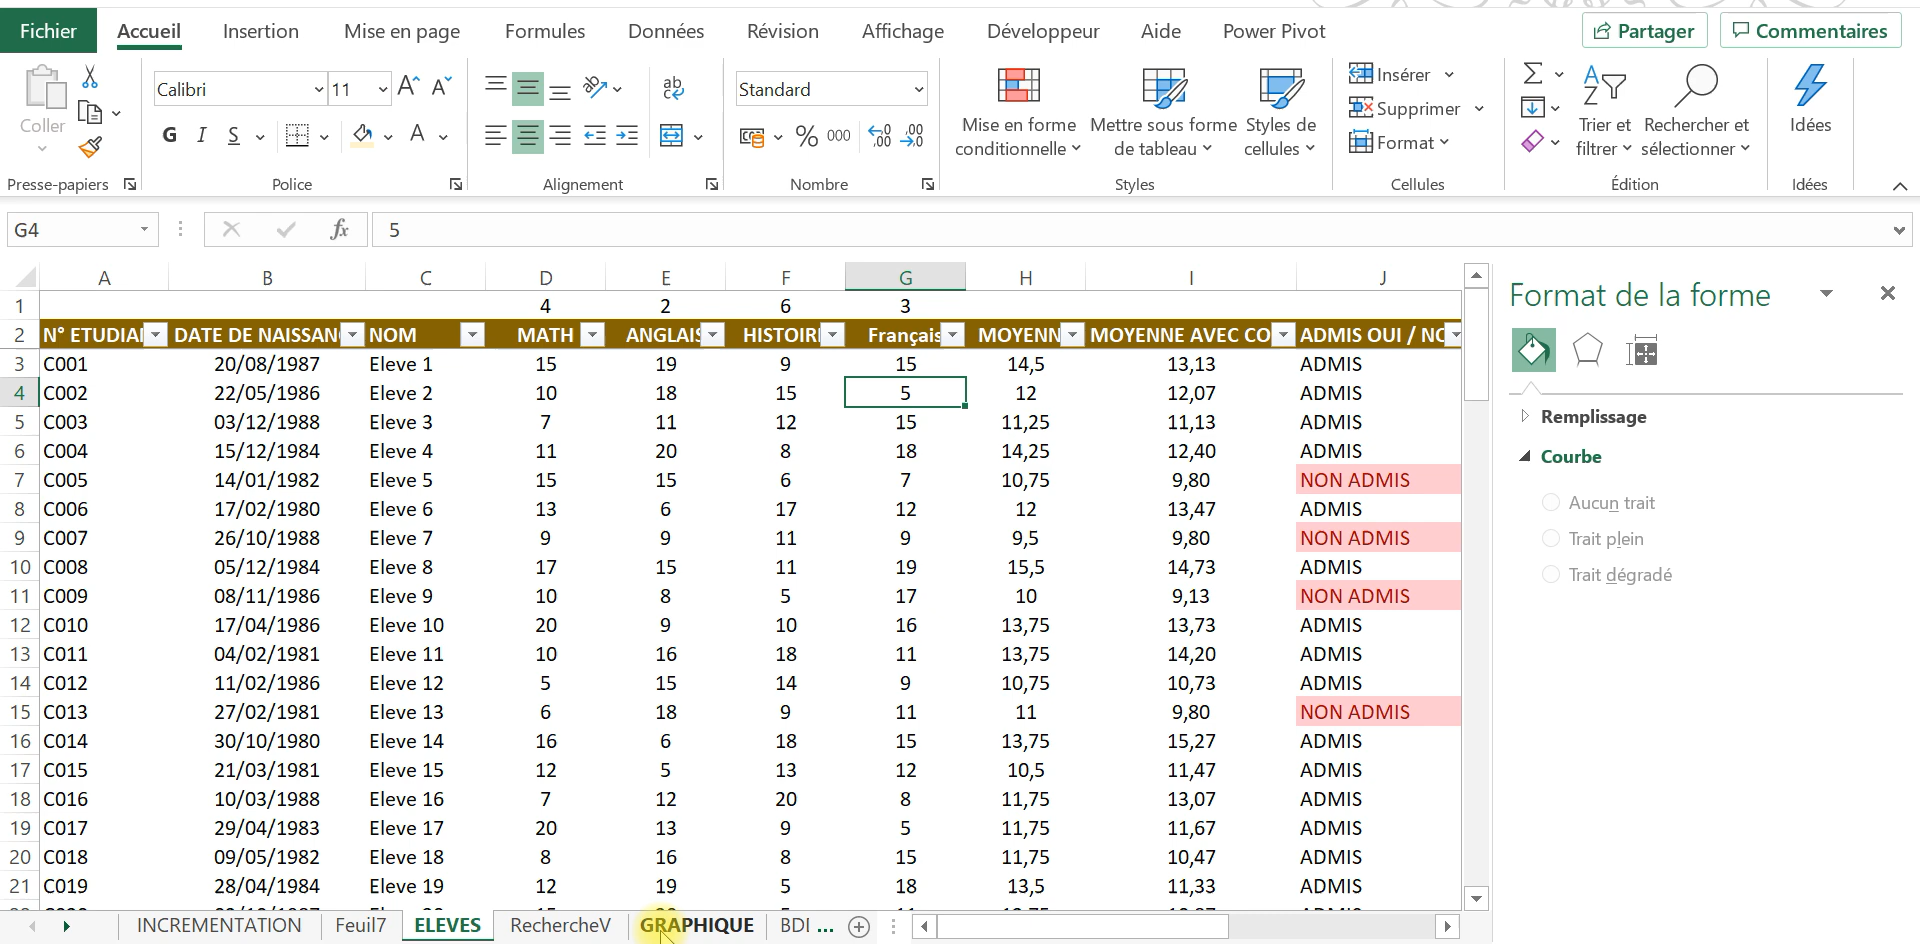 Fichier Accueil Insertion Mise en page Formules Données Révision Affichage Développeur Aide Power Pivot Partager Commentaires
Coller Calibri 11 Standard Mise en forme conditionnelle Mettre sous forme de tableau Styles de cellules Insérer Supprimer Format Trier et filtrer Rechercher et sélectionner Idées
G I S A % 000
Presse-papiers Police Alignement Nombre Styles Cellules Édition Idées
G4 fx 5
A B C D E F G H I J
1 4 2 6 3
2 N° ETUDIA DATE DE NAISSAN NOM MATH ANGLAIS HISTOIRI Français MOYENN MOYENNE AVEC CO ADMIS OUI / NO
3 C001 20/08/1987 Eleve 1 15 19 9 15 14,5 13,13 ADMIS
4 C002 22/05/1986 Eleve 2 10 18 15 5 12 12,07 ADMIS
5 C003 03/12/1988 Eleve 3 7 11 12 15 11,25 11,13 ADMIS
6 C004 15/12/1984 Eleve 4 11 20 8 18 14,25 12,40 ADMIS
7 C005 14/01/1982 Eleve 5 15 15 6 7 10,75 9,80 NON ADMIS
8 C006 17/02/1980 Eleve 6 13 6 17 12 12 13,47 ADMIS
9 C007 26/10/1988 Eleve 7 9 9 11 9 9,5 9,80 NON ADMIS
10 C008 05/12/1984 Eleve 8 17 15 11 19 15,5 14,73 ADMIS
11 C009 08/11/1986 Eleve 9 10 8 5 17 10 9,13 NON ADMIS
12 C010 17/04/1986 Eleve 10 20 9 10 16 13,75 13,73 ADMIS
13 C011 04/02/1981 Eleve 11 10 16 18 11 13,75 14,20 ADMIS
14 C012 11/02/1986 Eleve 12 5 15 14 9 10,75 10,73 ADMIS
15 C013 27/02/1981 Eleve 13 6 18 9 11 11 9,80 NON ADMIS
16 C014 30/10/1980 Eleve 14 16 6 18 15 13,75 15,27 ADMIS
17 C015 21/03/1981 Eleve 15 12 5 13 12 10,5 11,47 ADMIS
18 C016 10/03/1988 Eleve 16 7 12 20 8 11,75 13,07 ADMIS
19 C017 29/04/1983 Eleve 17 20 13 9 5 11,75 11,67 ADMIS
20 C018 09/05/1982 Eleve 18 8 16 8 15 11,75 10,47 ADMIS
21 C019 28/04/1984 Eleve 19 12 19 5 18 13,5 11,33 ADMIS
INCREMENTATION Feuil7 ELEVES RechercheV GRAPHIQUE BDI ...
Format de la forme
Remplissage
Courbe
Aucun trait
Trait plein
Trait dégradé